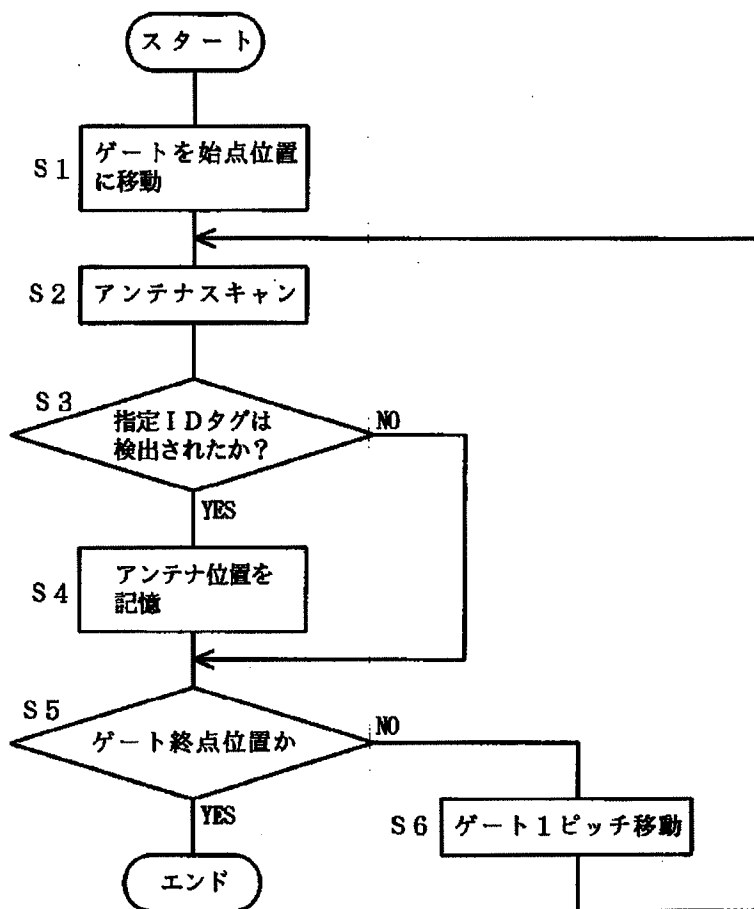 スタート
S1
ゲートを始点位置
に移動
S2
アンテナスキャン
S3
指定IDタグは
検出されたか?
NO
YES
S4
アンテナ位置を
記憶
S5
ゲート終点位置か
NO
YES
S6
ゲート1ピッチ移動
エンド